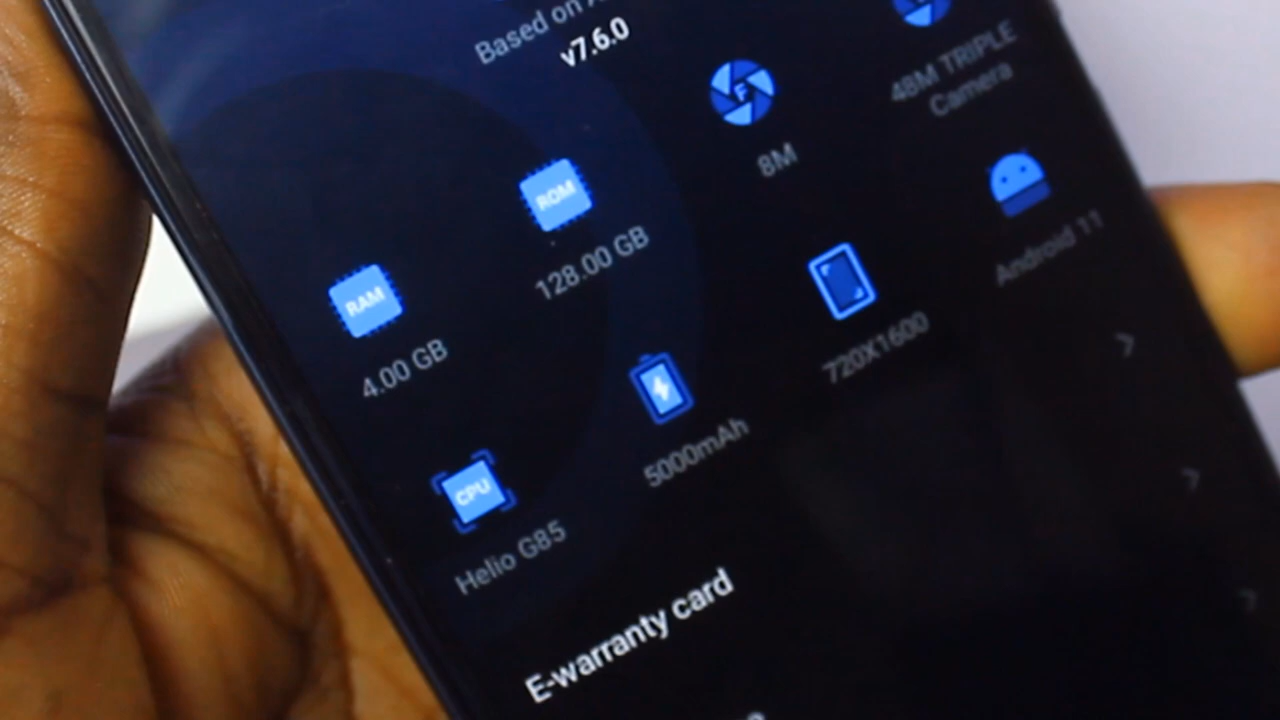 Based on
v7.6.0
RAM
4.00 GB
ROM
128.00 GB
F
8M
48M TRIPLE
Camera
CPU
Helio G85
5000mAh
720X1600
Android 11
E-warranty card